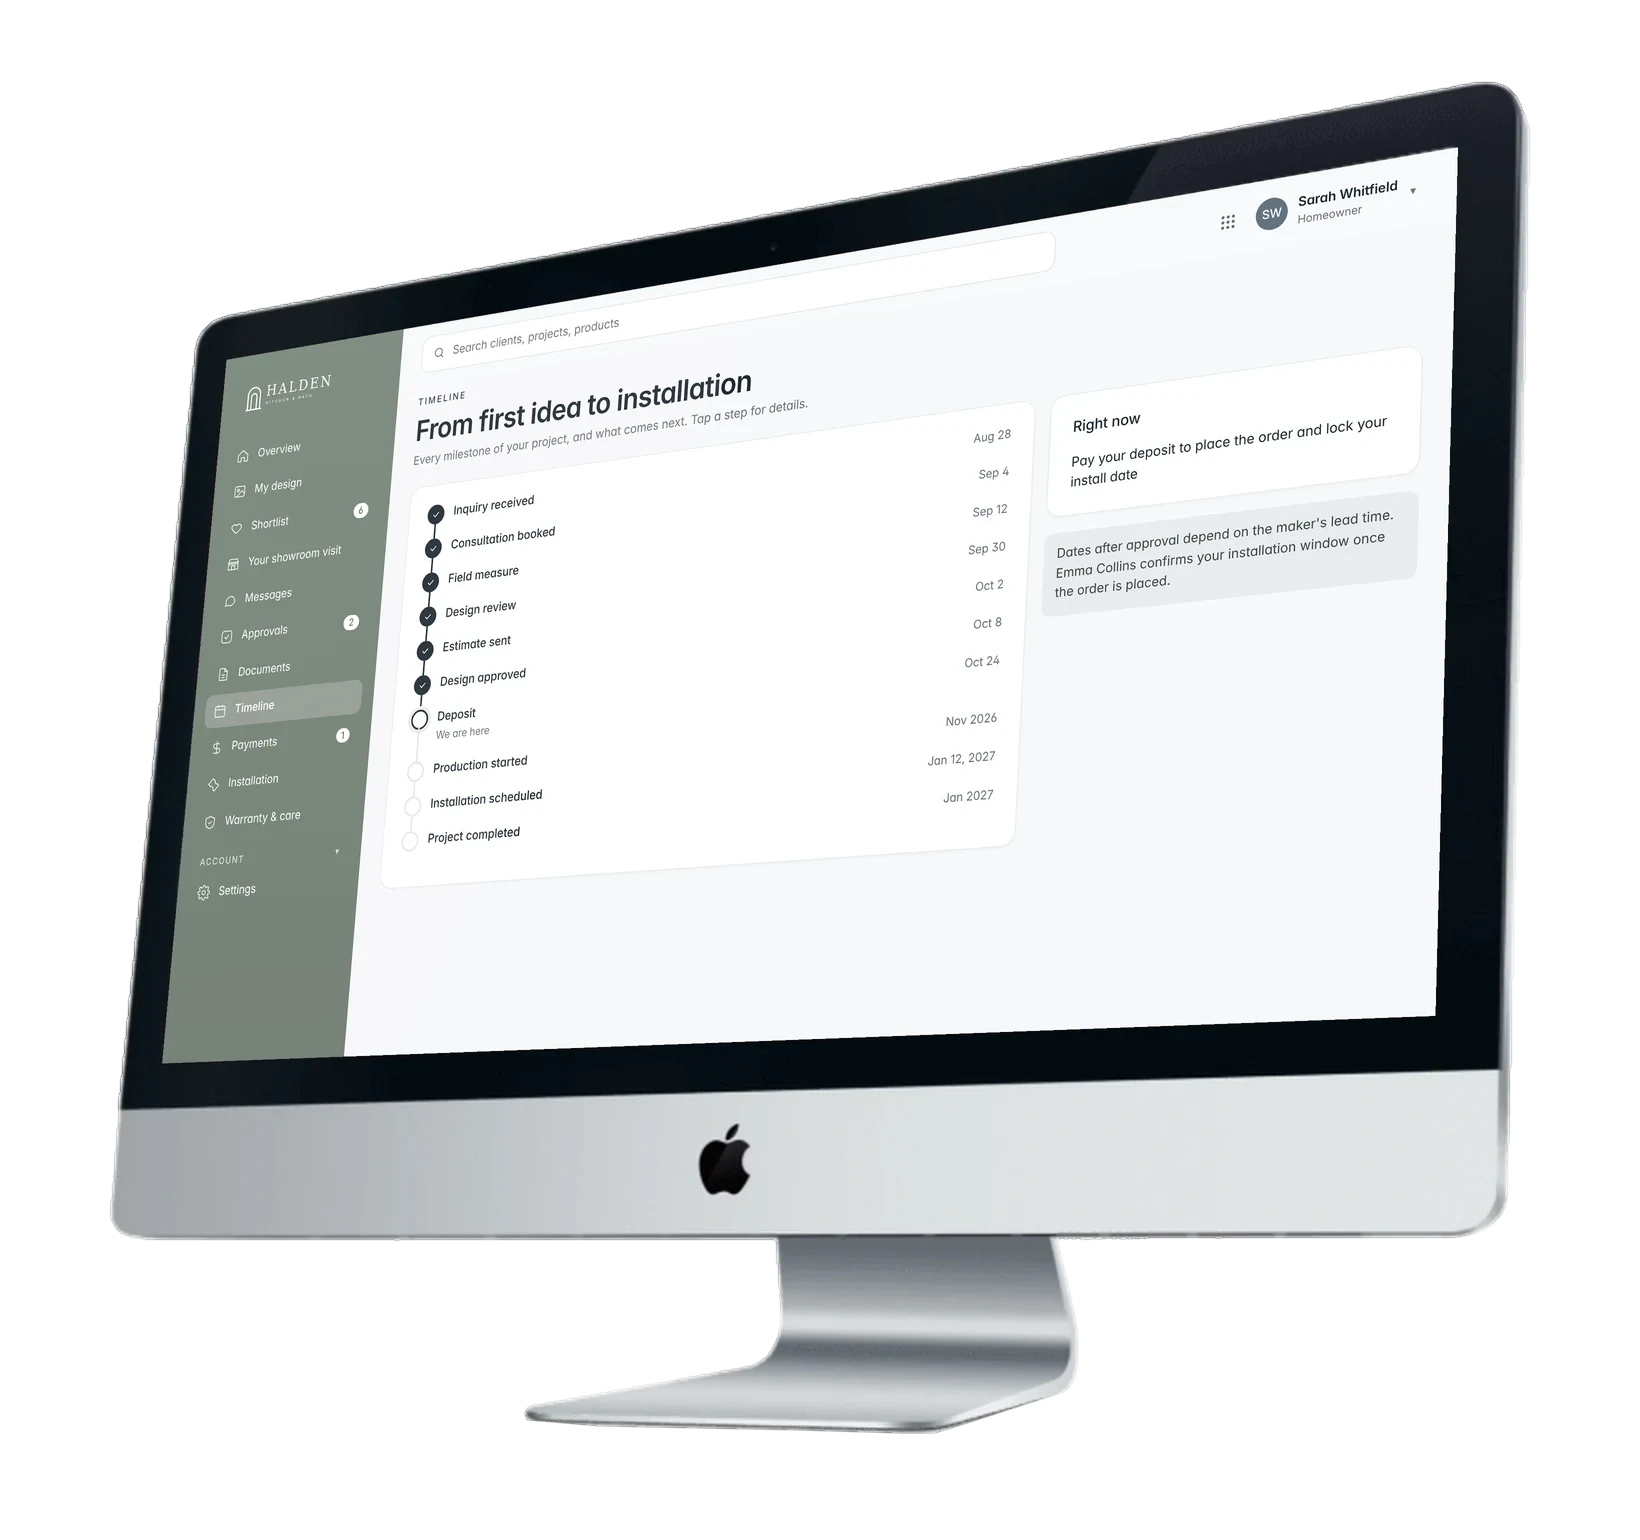 HALDEN
KITCHEN & BATH
Overview
My design
Shortlist 6
Your showroom visit
Messages
Approvals 2
Documents
Timeline
Payments 1
Installation
Warranty & care
ACCOUNT
Settings
Search clients, projects, products
SW
Sarah Whitfield
Homeowner
TIMELINE
From first idea to installation
Every milestone of your project, and what comes next. Tap a step for details.
Inquiry received Aug 28
Consultation booked Sep 4
Field measure Sep 12
Design review Sep 30
Estimate sent Oct 2
Design approved Oct 8
Deposit Oct 24
We are here
Production started Nov 2026
Installation scheduled Jan 12, 2027
Project completed Jan 2027
Right now
Pay your deposit to place the order and lock your
install date
Dates after approval depend on the maker's lead time.
Emma Collins confirms your installation window once
the order is placed.